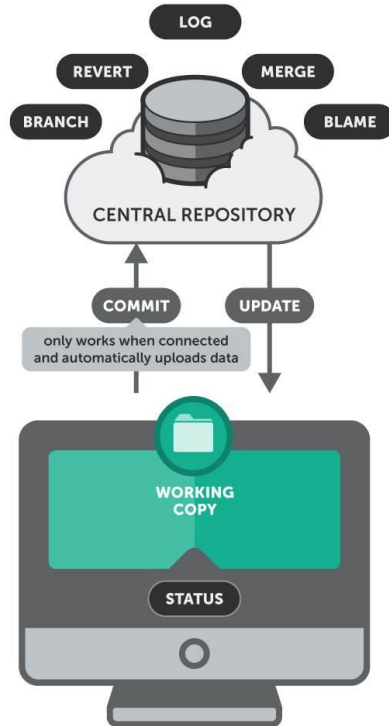 LOG
REVERT
MERGE
BRANCH
BLAME
CENTRAL REPOSITORY
COMMIT
UPDATE
only works when connected
and automatically uploads data
WORKING
COPY
STATUS